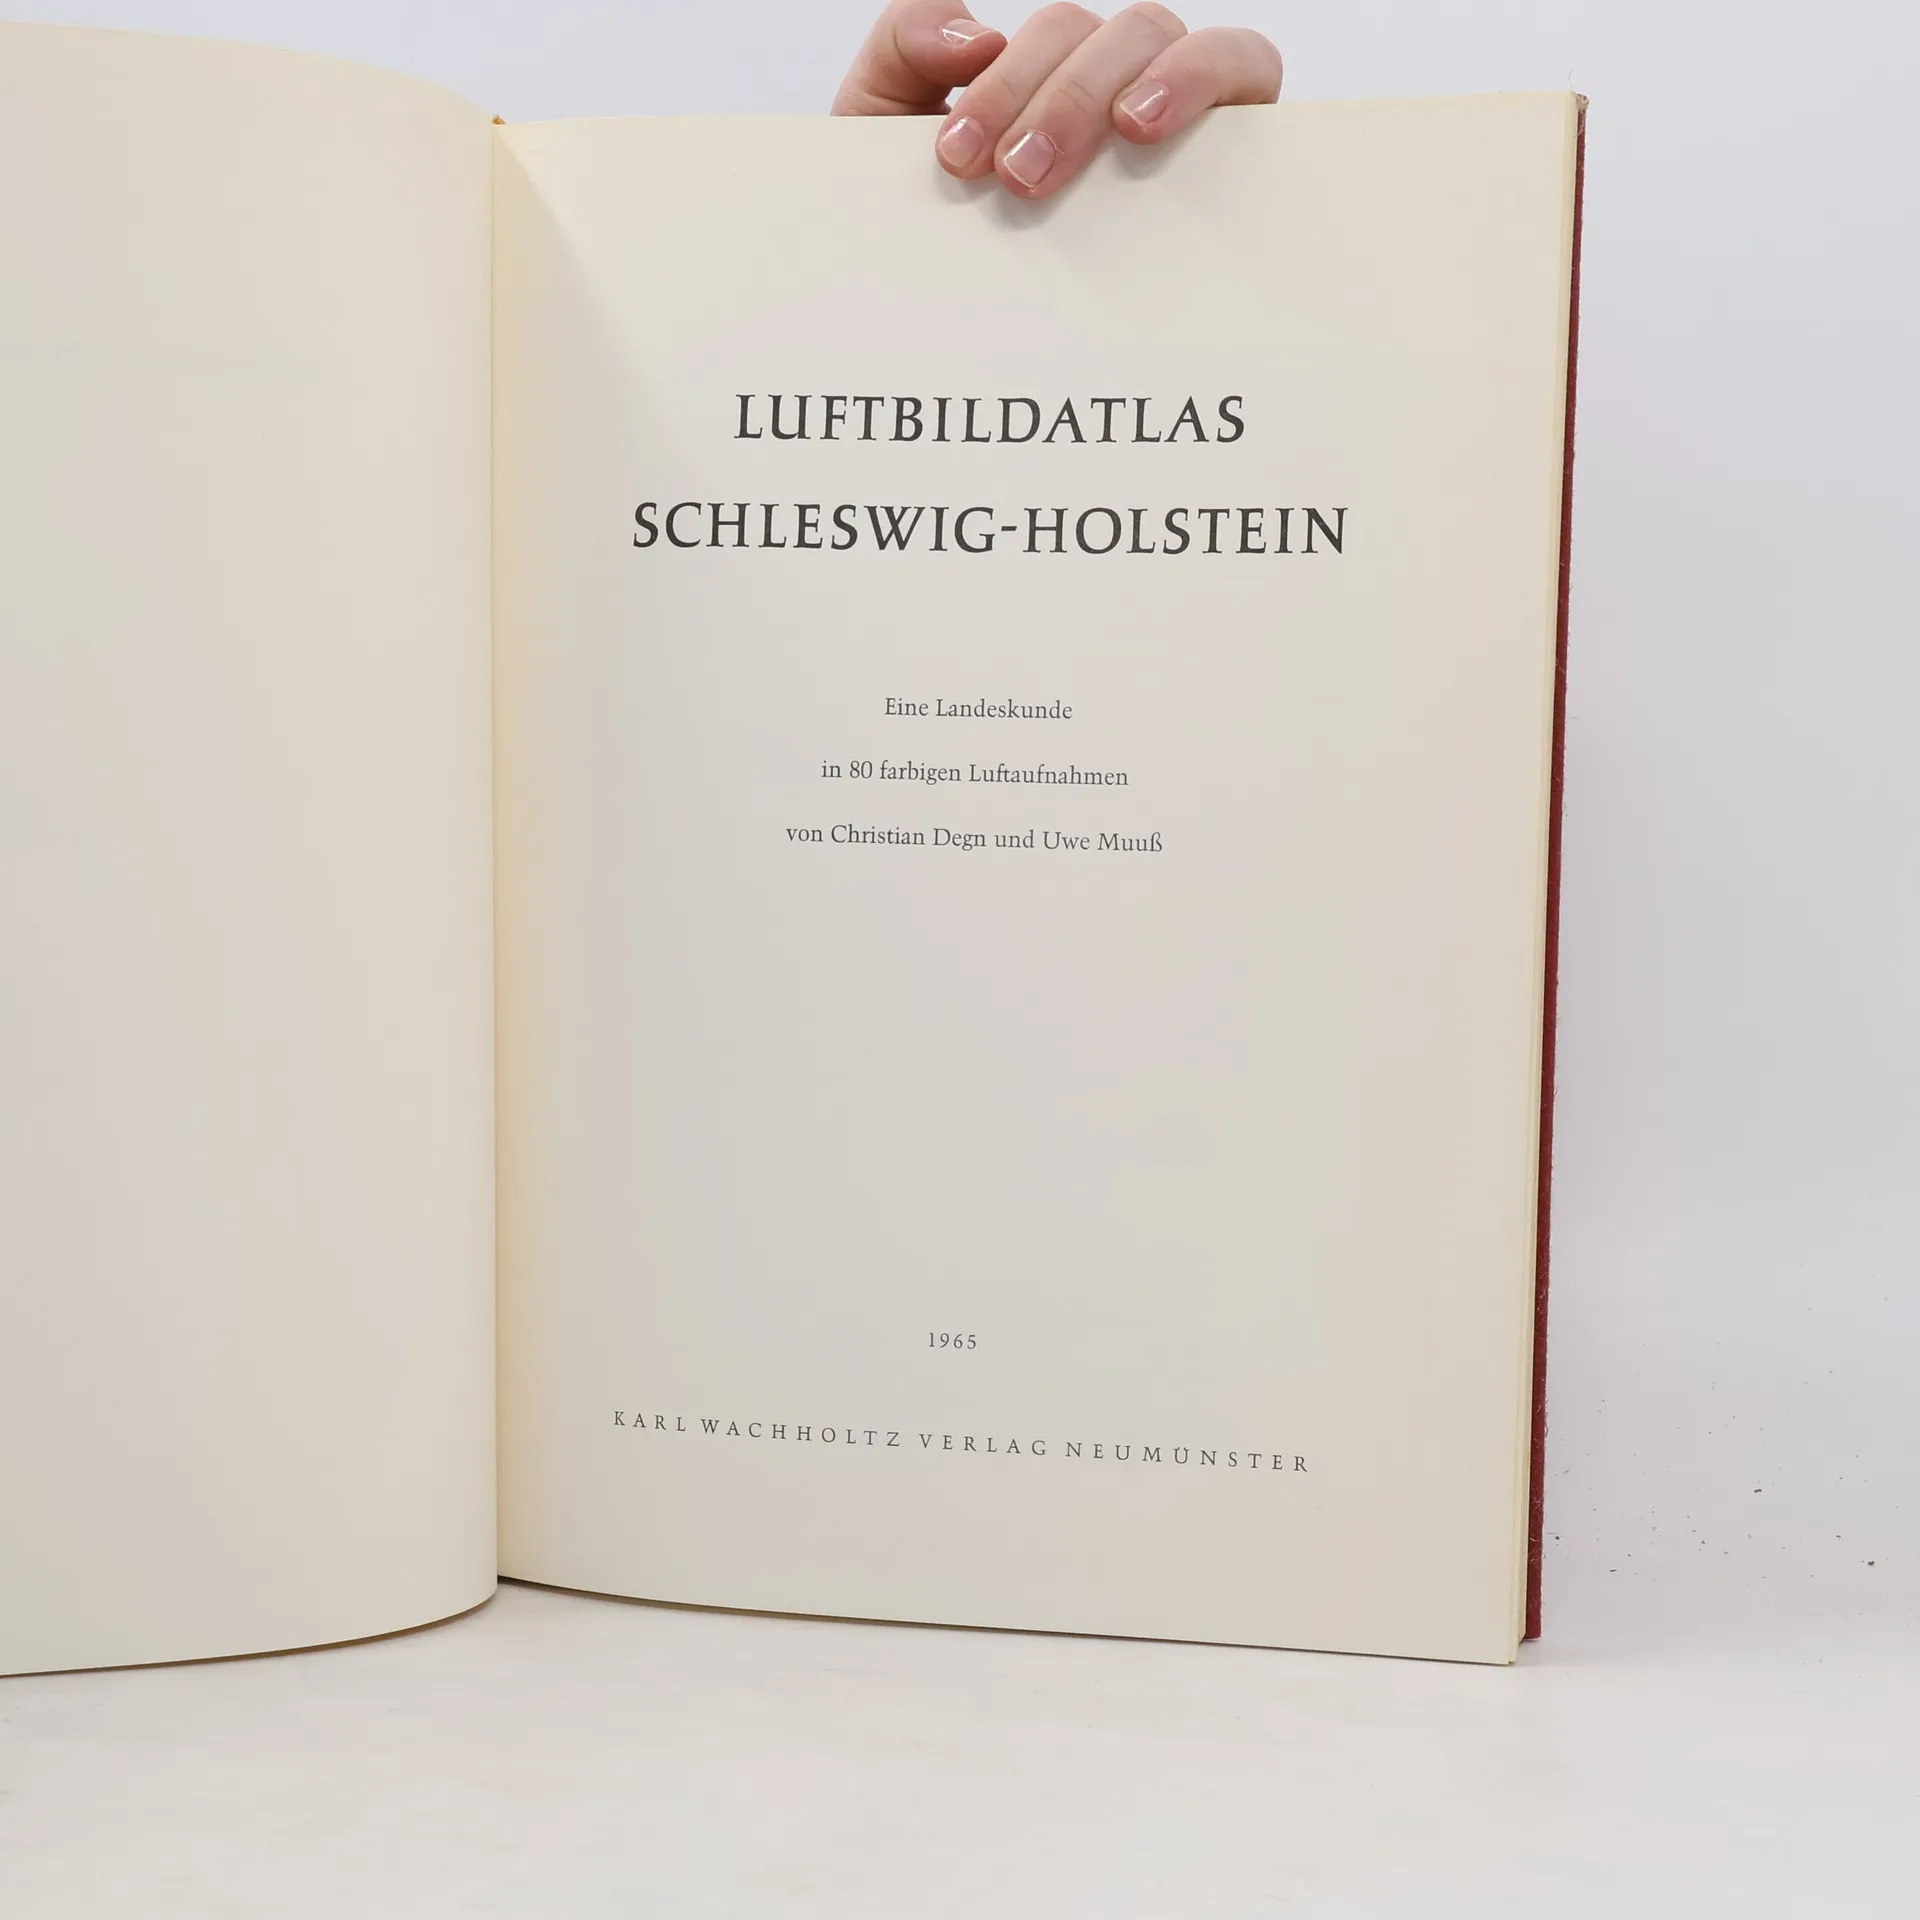 LUFTBILDATLAS
SCHLESWIG-HOLSTEIN
Eine Landeskunde
in 80 farbigen Luftaufnahmen
von Christian Degn und Uwe Muuß
1965
KARL WACHHOLTZ VERLAG NEUMÜNSTER